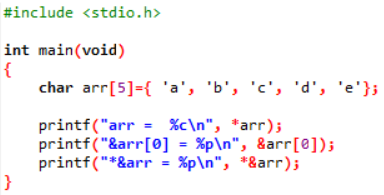 #include <stdio.h>
int main(void)
{
char arr[5]={ 'a', 'b', 'c', 'd', 'e'};
printf("arr =  %c\n", *arr);
printf("&arr[0] = %p\n", &arr[0]);
printf("*&arr = %p\n", *&arr);
}